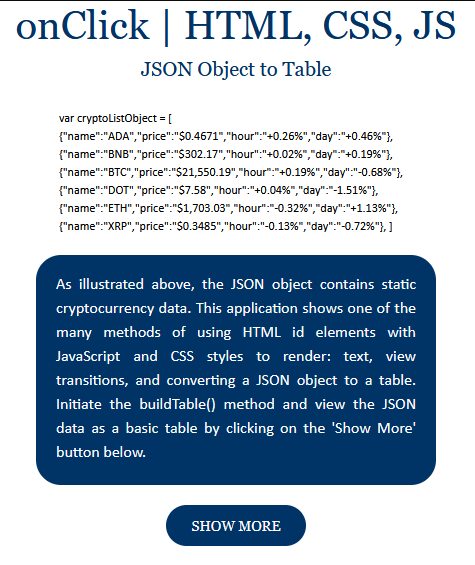 onClick | HTML, CSS, JS
JSON Object to Table
var cryptoListObject = [
{"name":"ADA","price":"$0.4671","hour":"+0.26%","day":"+0.46%"},
{"name":"BNB","price":"$302.17","hour":"+0.02%","day":"+0.19%"},
{"name":"BTC","price":"$21,550.19","hour":"+0.19%","day":"-0.68%"},
{"name":"DOT","price":"$7.58","hour":"+0.04%","day":"-1.51%"},
{"name":"ETH","price":"$1,703.03","hour":"-0.32%","day":"+1.13%"},
{"name":"XRP","price":"$0.3485","hour":"-0.13%","day":"-0.72%"}, ]
As illustrated above, the JSON object contains static
cryptocurrency data. This application shows one of the
many methods of using HTML id elements with
JavaScript and CSS styles to render: text, view
transitions, and converting a JSON object to a table.
Initiate the buildTable() method and view the JSON
data as a basic table by clicking on the 'Show More'
button below.
SHOW MORE